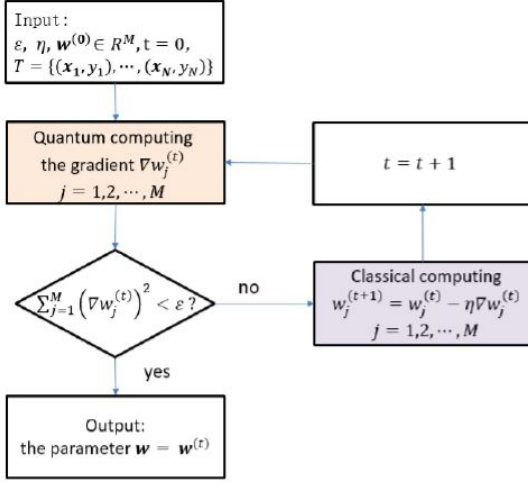 Input:
ε, η, w⁽⁰⁾∈ Rᴹ, t = 0,
T = {(x₁, y₁), ⋯, (x_N, y_N)}
Quantum computing
the gradient ∇w_j⁽ᵗ⁾
j = 1,2, ⋯, M
t = t + 1
∑_{j=1}^{M} (∇w_j⁽ᵗ⁾)² < ε ?
no
Classical computing
w_j⁽ᵗ⁺¹⁾ = w_j⁽ᵗ⁾ − η∇w_j⁽ᵗ⁾
j = 1,2, ⋯, M
yes
Output:
the parameter w = w⁽ᵗ⁾